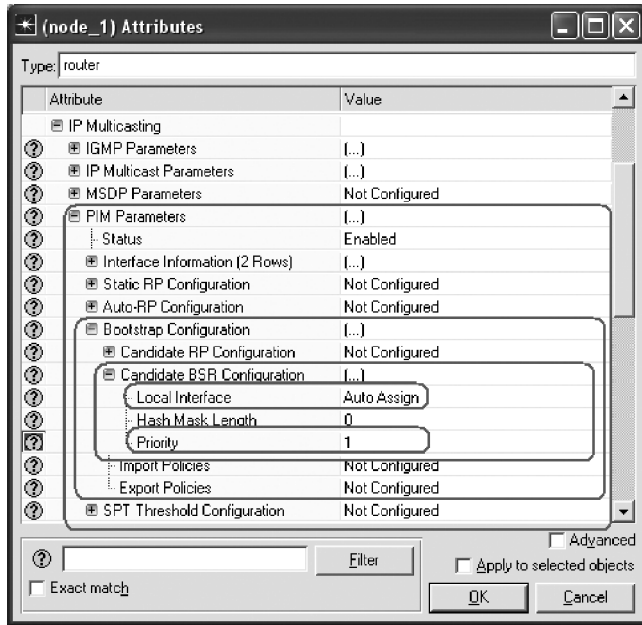 (node_1) Attributes
Type: router
Attribute Value
IP Multicasting
IGMP Parameters (...)
IP Multicast Parameters (...)
MSDP Parameters Not Configured
PIM Parameters (...)
Status Enabled
Interface Information (2 Rows) (...)
Static RP Configuration Not Configured
Auto-RP Configuration Not Configured
Bootstrap Configuration (...)
Candidate RP Configuration Not Configured
Candidate BSR Configuration (...)
Local Interface Auto Assign
Hash Mask Length 0
Priority 1
Import Policies Not Configured
Export Policies Not Configured
SPT Threshold Configuration Not Configured
Advanced
Filter
Apply to selected objects
Exact match
OK Cancel